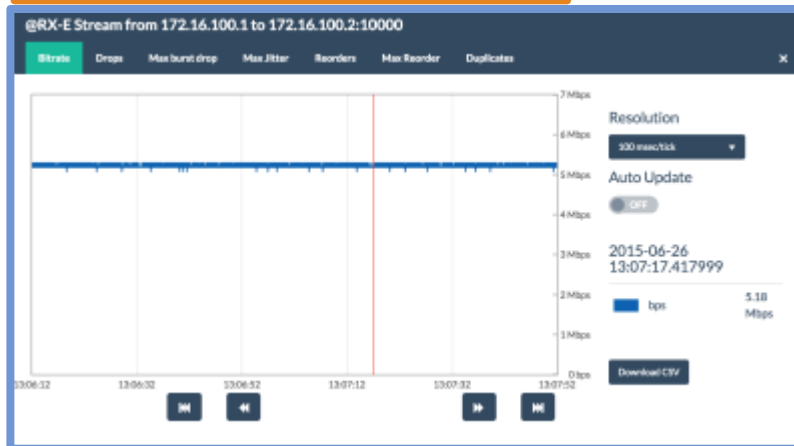 @RX-E Stream from 172.16.100.1 to 172.16.100.2:10000
Bitrate Drops Max burst drop Max Jitter Reorders Max Reorder Duplicates ×
7 Mbps
6 Mbps
5 Mbps
4 Mbps
3 Mbps
2 Mbps
1 Mbps
0 bps
13:06:12 13:06:32 13:06:52 13:07:12 13:07:32 13:07:52
Resolution
100 msec/tick
Auto Update
OFF
2015-06-26
13:07:17.417999
bps 5.18
Mbps
Download CSV